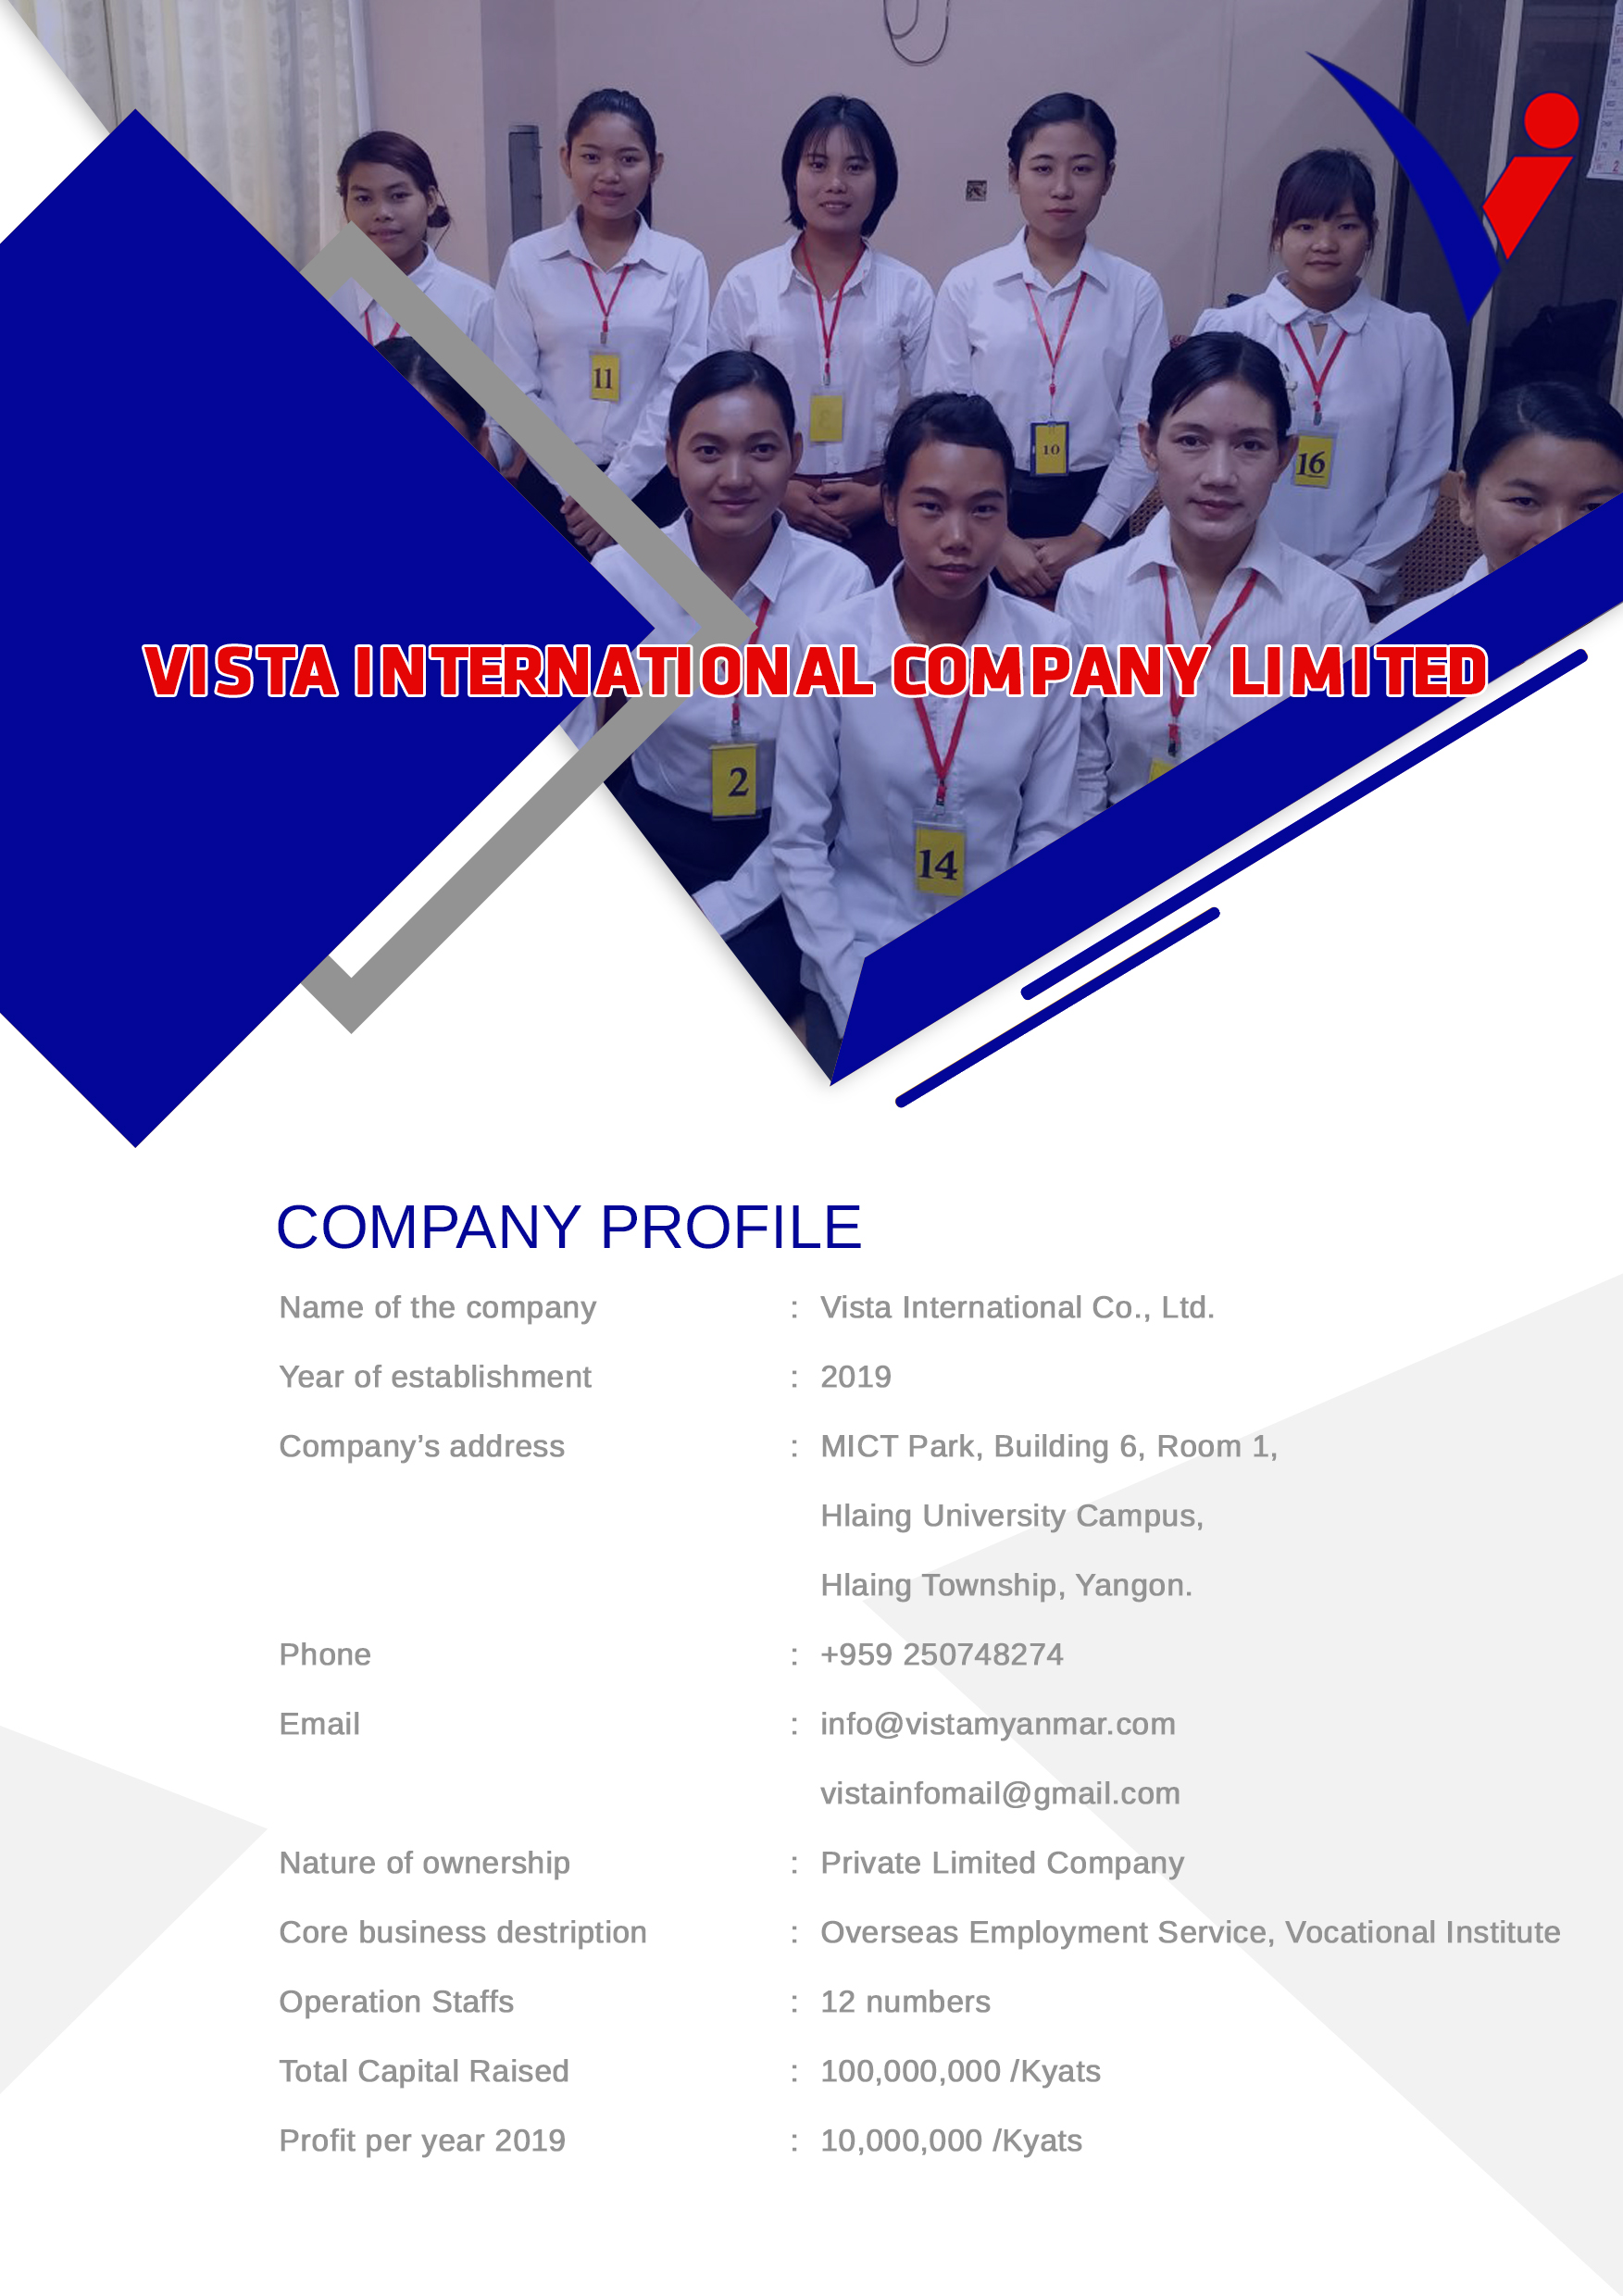 11
10
16
VISTA INTERNATIONAL COMPANY LIMITED
2
14
COMPANY PROFILE
Name of the company : Vista International Co., Ltd.
Year of establishment : 2019
Company’s address : MICT Park, Building 6, Room 1,
Hlaing University Campus,
Hlaing Township, Yangon.
Phone : +959 250748274
Email : info@vistamyanmar.com
vistainfomail@gmail.com
Nature of ownership : Private Limited Company
Core business destription : Overseas Employment Service, Vocational Institute
Operation Staffs : 12 numbers
Total Capital Raised : 100,000,000 /Kyats
Profit per year 2019 : 10,000,000 /Kyats